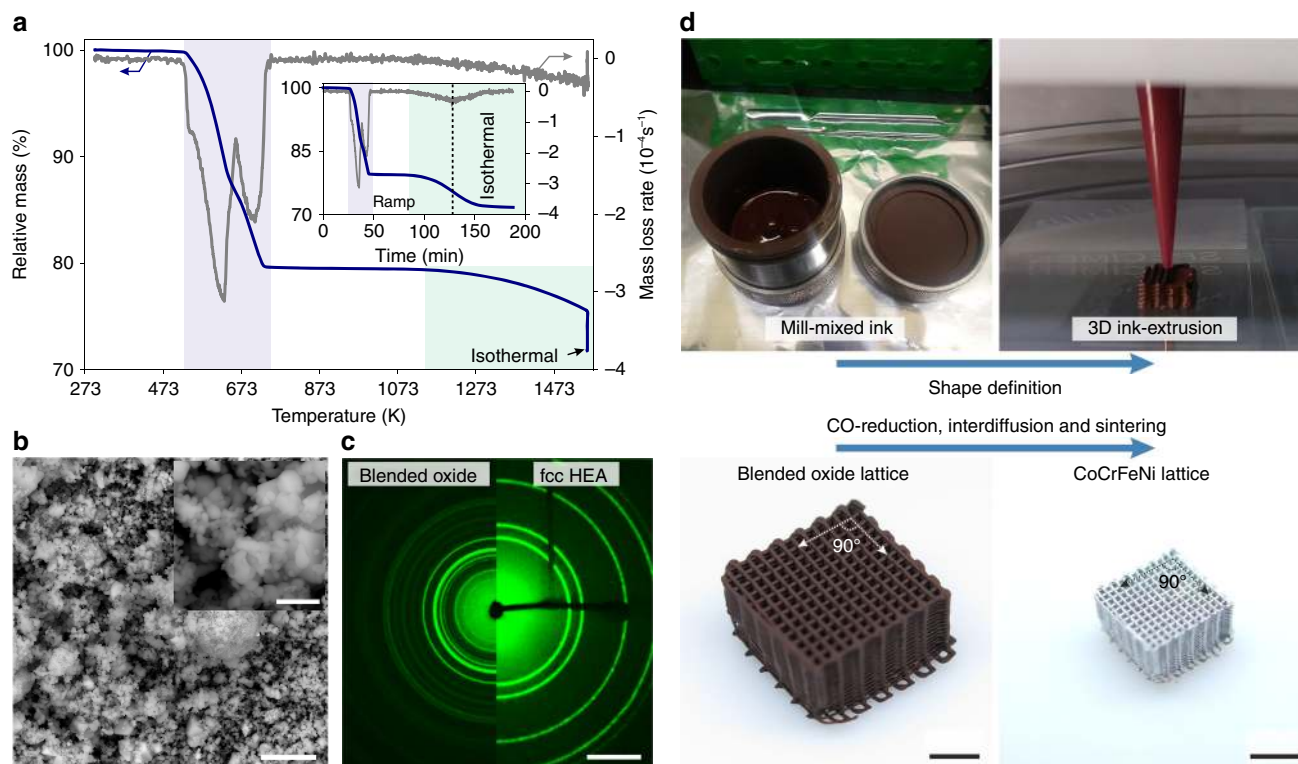 a
100
90
80
70
Relative mass (%)
273
473
673
873
1073
1273
1473
Temperature (K)
0
−1
−2
−3
−4
Mass loss rate (10⁻⁴s⁻¹)
Isothermal
100
85
70
0
50
100
150
200
Time (min)
0
−1
−2
−3
−4
Ramp
Isothermal
b
c
Blended oxide
fcc HEA
d
Mill-mixed ink
3D ink-extrusion
Shape definition
CO-reduction, interdiffusion and sintering
Blended oxide lattice
CoCrFeNi lattice
90°
90°